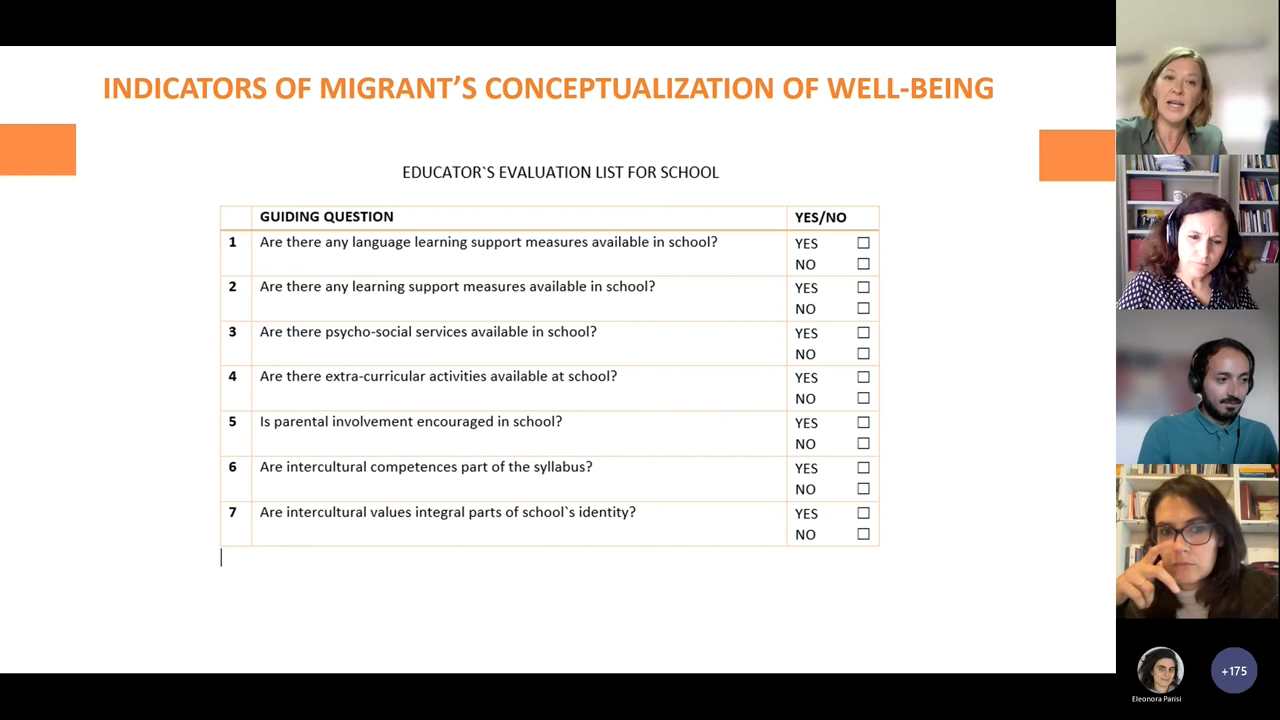 INDICATORS OF MIGRANT’S CONCEPTUALIZATION OF WELL-BEING
EDUCATOR`S EVALUATION LIST FOR SCHOOL
GUIDING QUESTION YES/NO
1 Are there any language learning support measures available in school? YES ☐
NO ☐
2 Are there any learning support measures available in school? YES ☐
NO ☐
3 Are there psycho-social services available in school? YES ☐
NO ☐
4 Are there extra-curricular activities available at school? YES ☐
NO ☐
5 Is parental involvement encouraged in school? YES ☐
NO ☐
6 Are intercultural competences part of the syllabus? YES ☐
NO ☐
7 Are intercultural values integral parts of school`s identity? YES ☐
NO ☐
+175
Eleonora Parisi